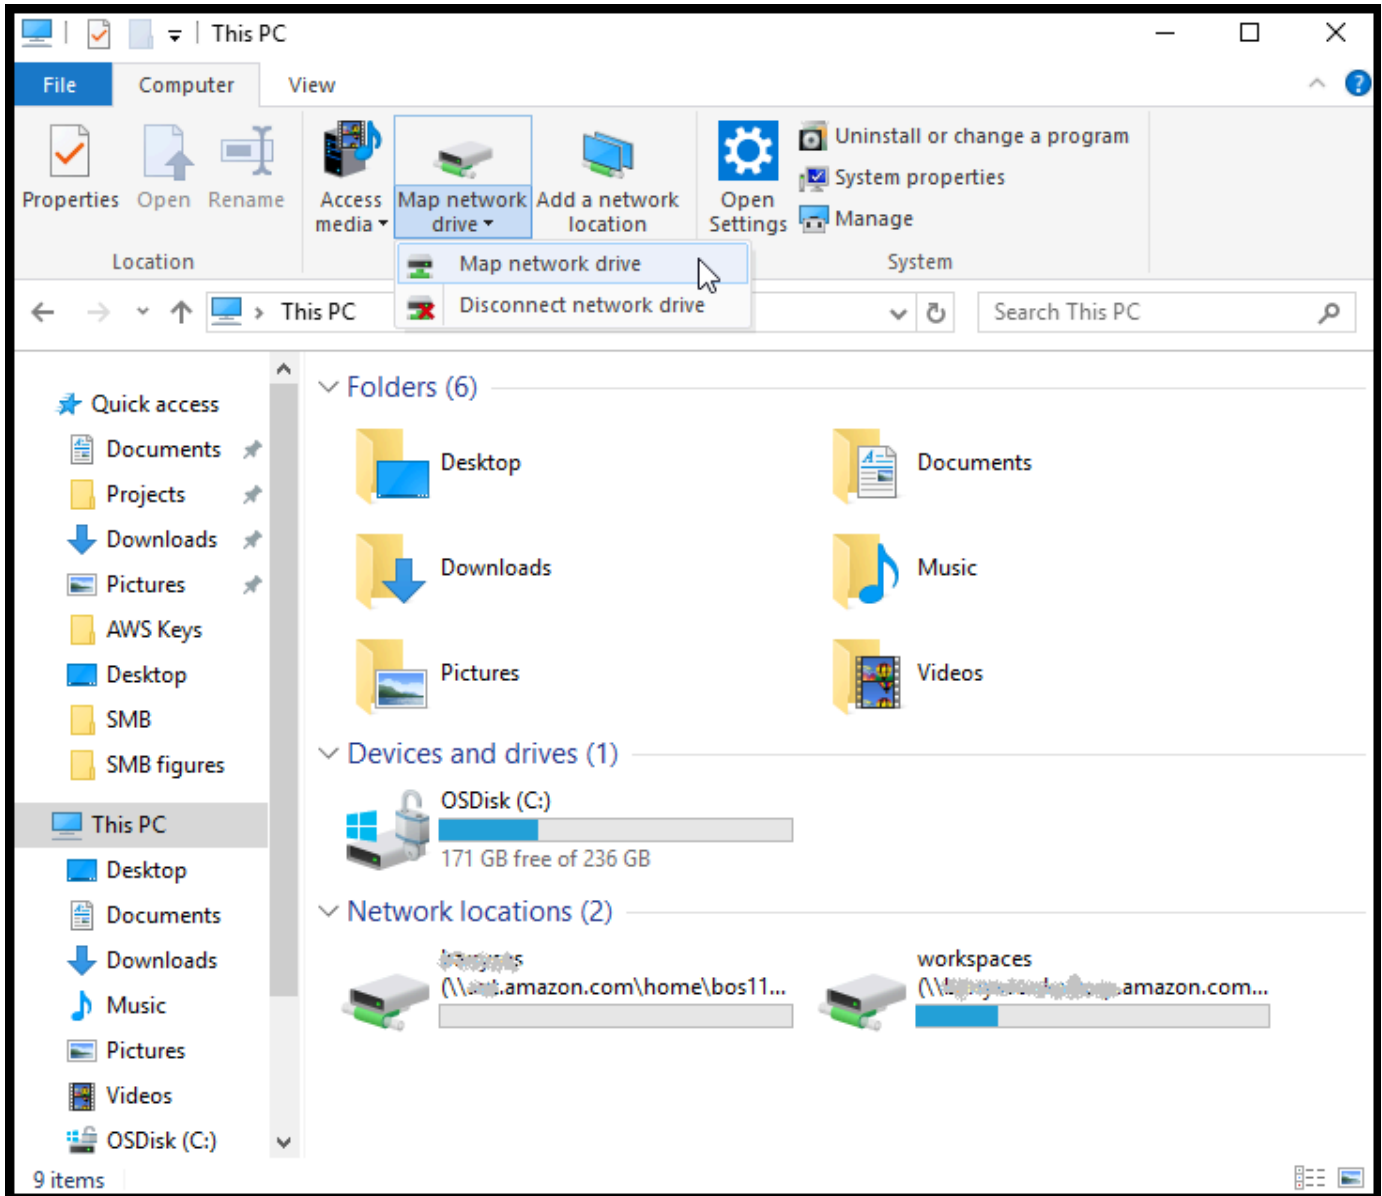 This PC
File Computer View
Properties Open Rename
Location
Access media
Map network drive
Add a network location
Open Settings
Uninstall or change a program
System properties
Manage
System
Map network drive
Disconnect network drive
This PC
Search This PC
Quick access
Documents
Projects
Downloads
Pictures
AWS Keys
Desktop
SMB
SMB figures
This PC
Desktop
Documents
Downloads
Music
Pictures
Videos
OSDisk (C:)
Folders (6)
Desktop
Documents
Downloads
Music
Pictures
Videos
Devices and drives (1)
OSDisk (C:)
171 GB free of 236 GB
Network locations (2)
(\\ .amazon.com\home\bos11...
workspaces
(\\ .amazon.com...
9 items